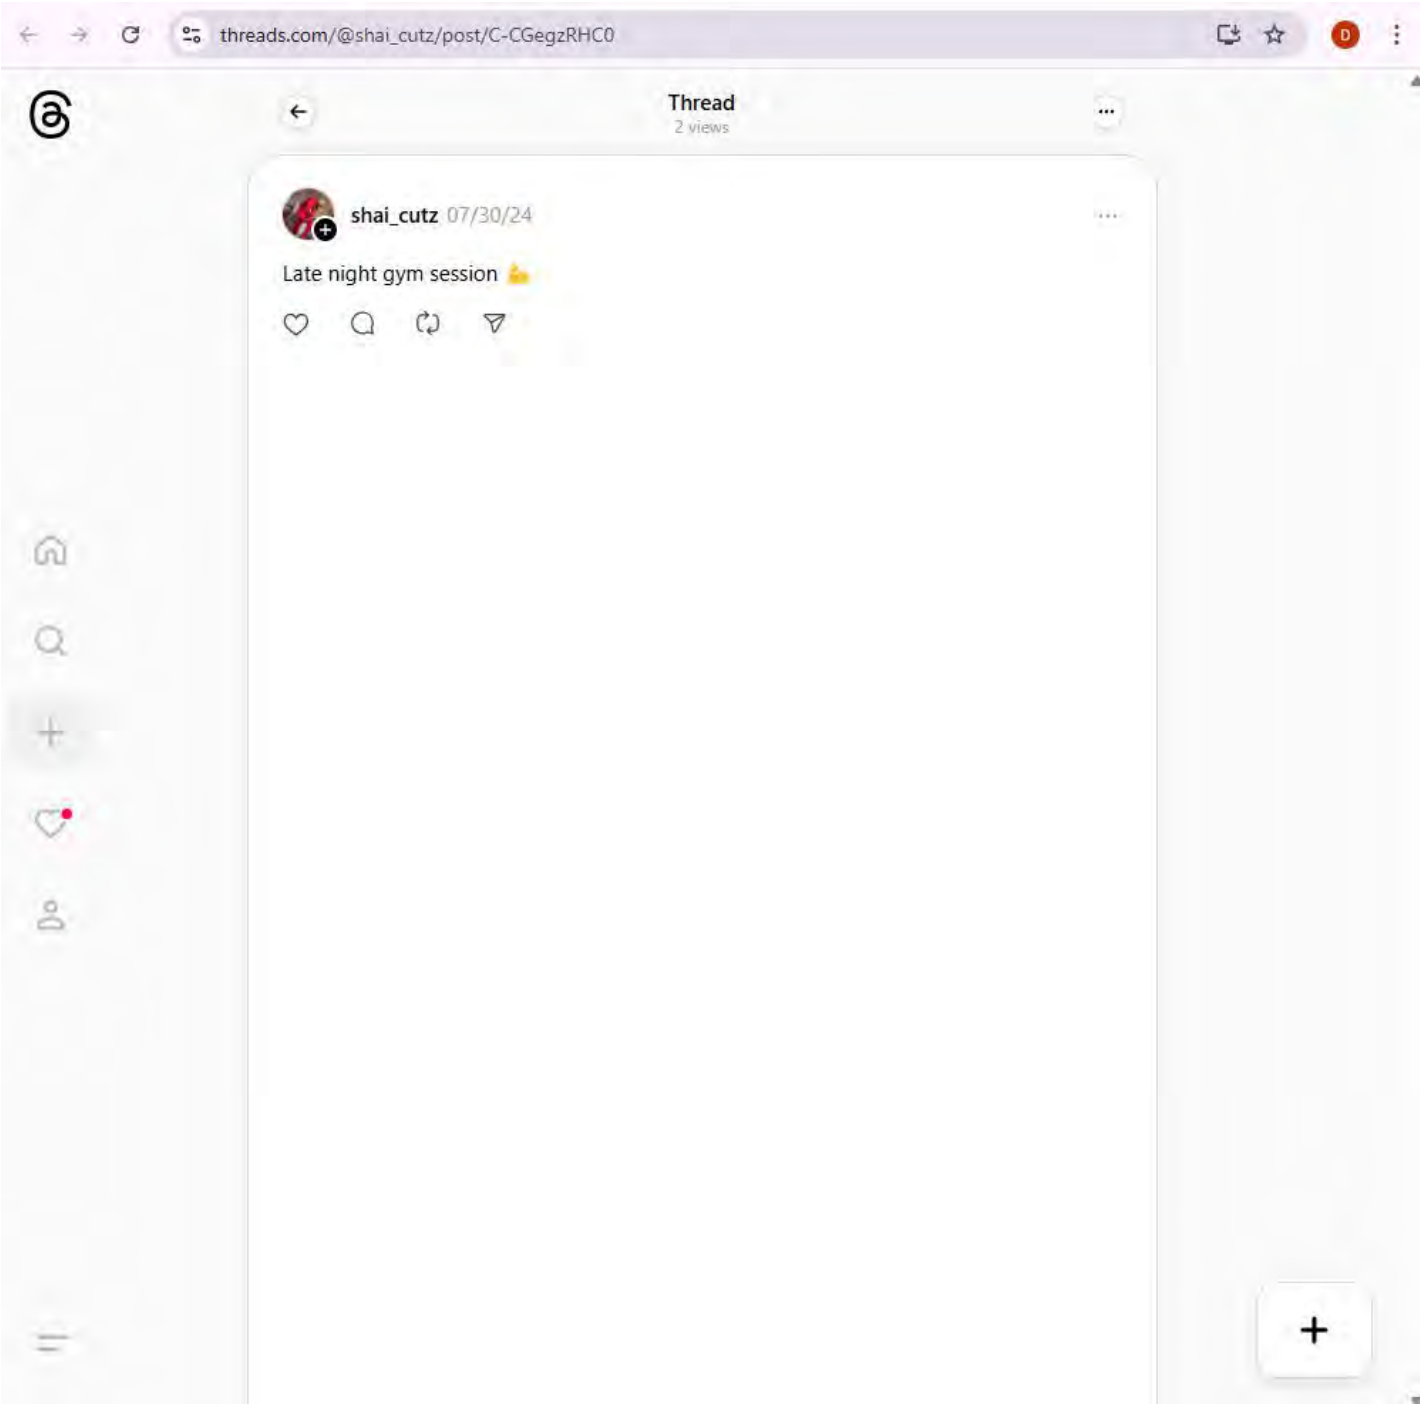 threads.com/@shai_cutz/post/C-CGegzRHC0
D
Thread
2 views
shai_cutz 07/30/24
Late night gym session 💪